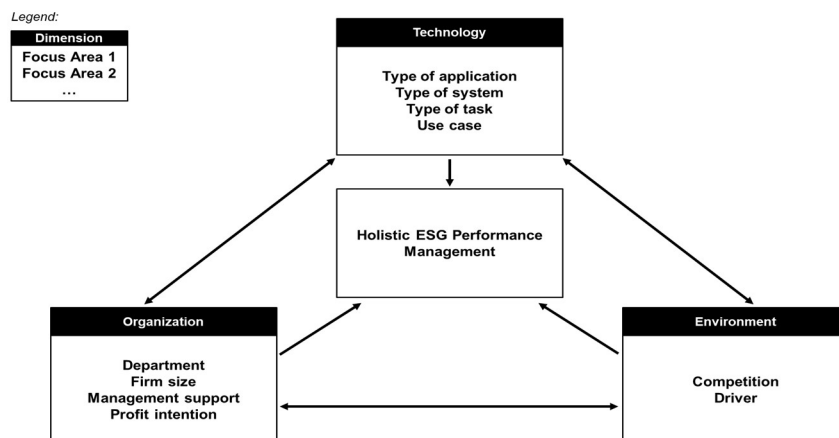 Legend:
Dimension
Focus Area 1
Focus Area 2
...
Technology
Type of application
Type of system
Type of task
Use case
Holistic ESG Performance
Management
Organization
Department
Firm size
Management support
Profit intention
Environment
Competition
Driver